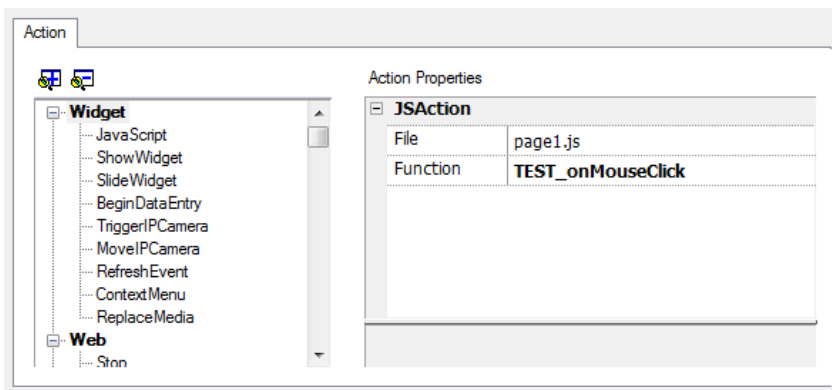 Action
Action Properties
Widget
JavaScript
ShowWidget
SlideWidget
BeginDataEntry
TriggerIPCamera
MoveIPCamera
RefreshEvent
ContextMenu
ReplaceMedia
Web
Stop
JSAction
File page1.js
Function TEST_onMouseClick